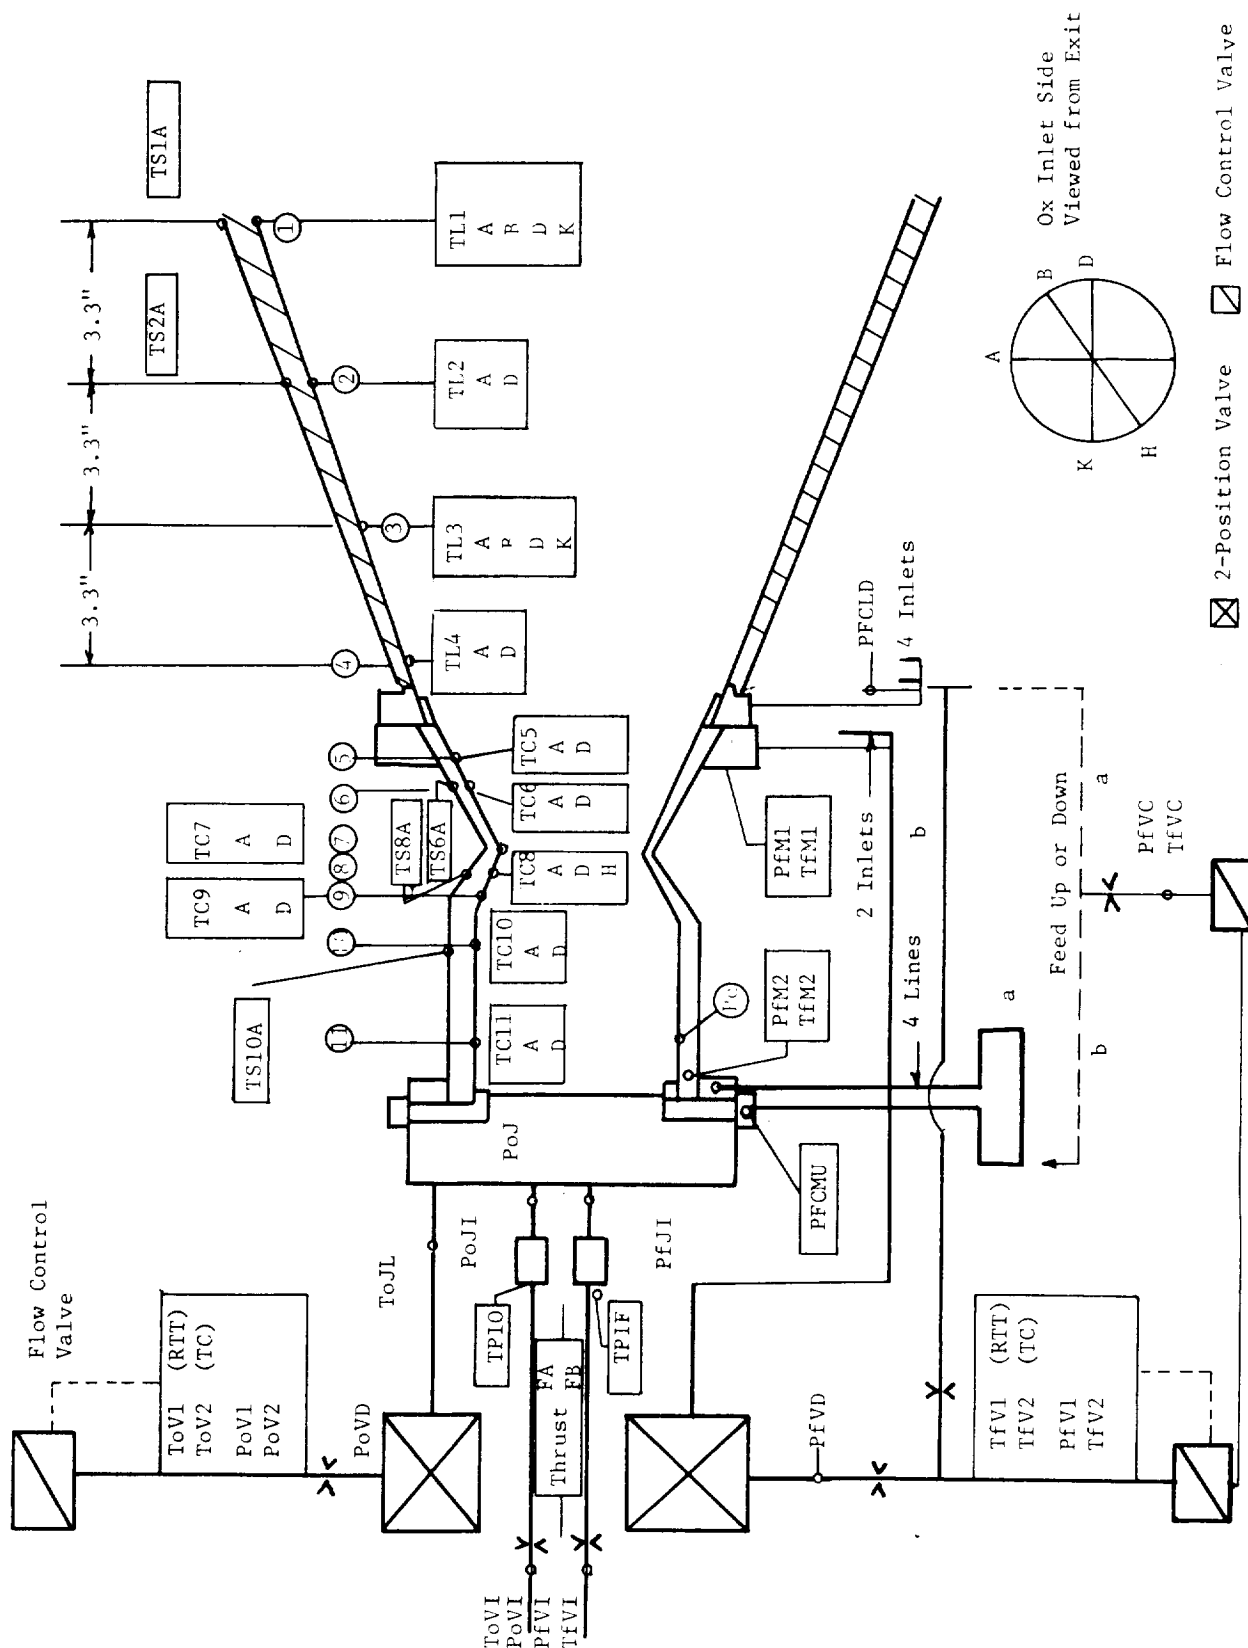 Flow Control
Valve
ToV1 (RTT)
ToV2 (TC)
PoV1
PoV2
PoVD
ToJL
PoJI
PfJI
PoJ
TPIO
TPIF
Thrust FA
FB
ToVI
PoVI
PfVI
TfVI
PfVD
TfV1 (RTT)
TfV2 (TC)
PfV1
TfV2
TS10A
TC9
A
D
TC7
A
D
TS8A
TS6A
11
9
8
7
6
5
4
3
2
1
TC11
A
D
TC10
A
D
TC8
A
D
H
TC6
A
D
TC5
A
D
TL4
A
D
TL3
A
D
K
TL2
A
D
TL1
A
B
D
K
3.3"
3.3"
3.3"
TS2A
TS1A
Pc
PfM2
TfM2
PfM1
TfM1
PFCMU
PFCLD
4 Inlets
2 Inlets
4 Lines
b
a
a
b
Feed Up or Down
PfVC
TfVC
A
B
D
H
K
Ox Inlet Side
Viewed from Exit
2-Position Valve
Flow Control Valve